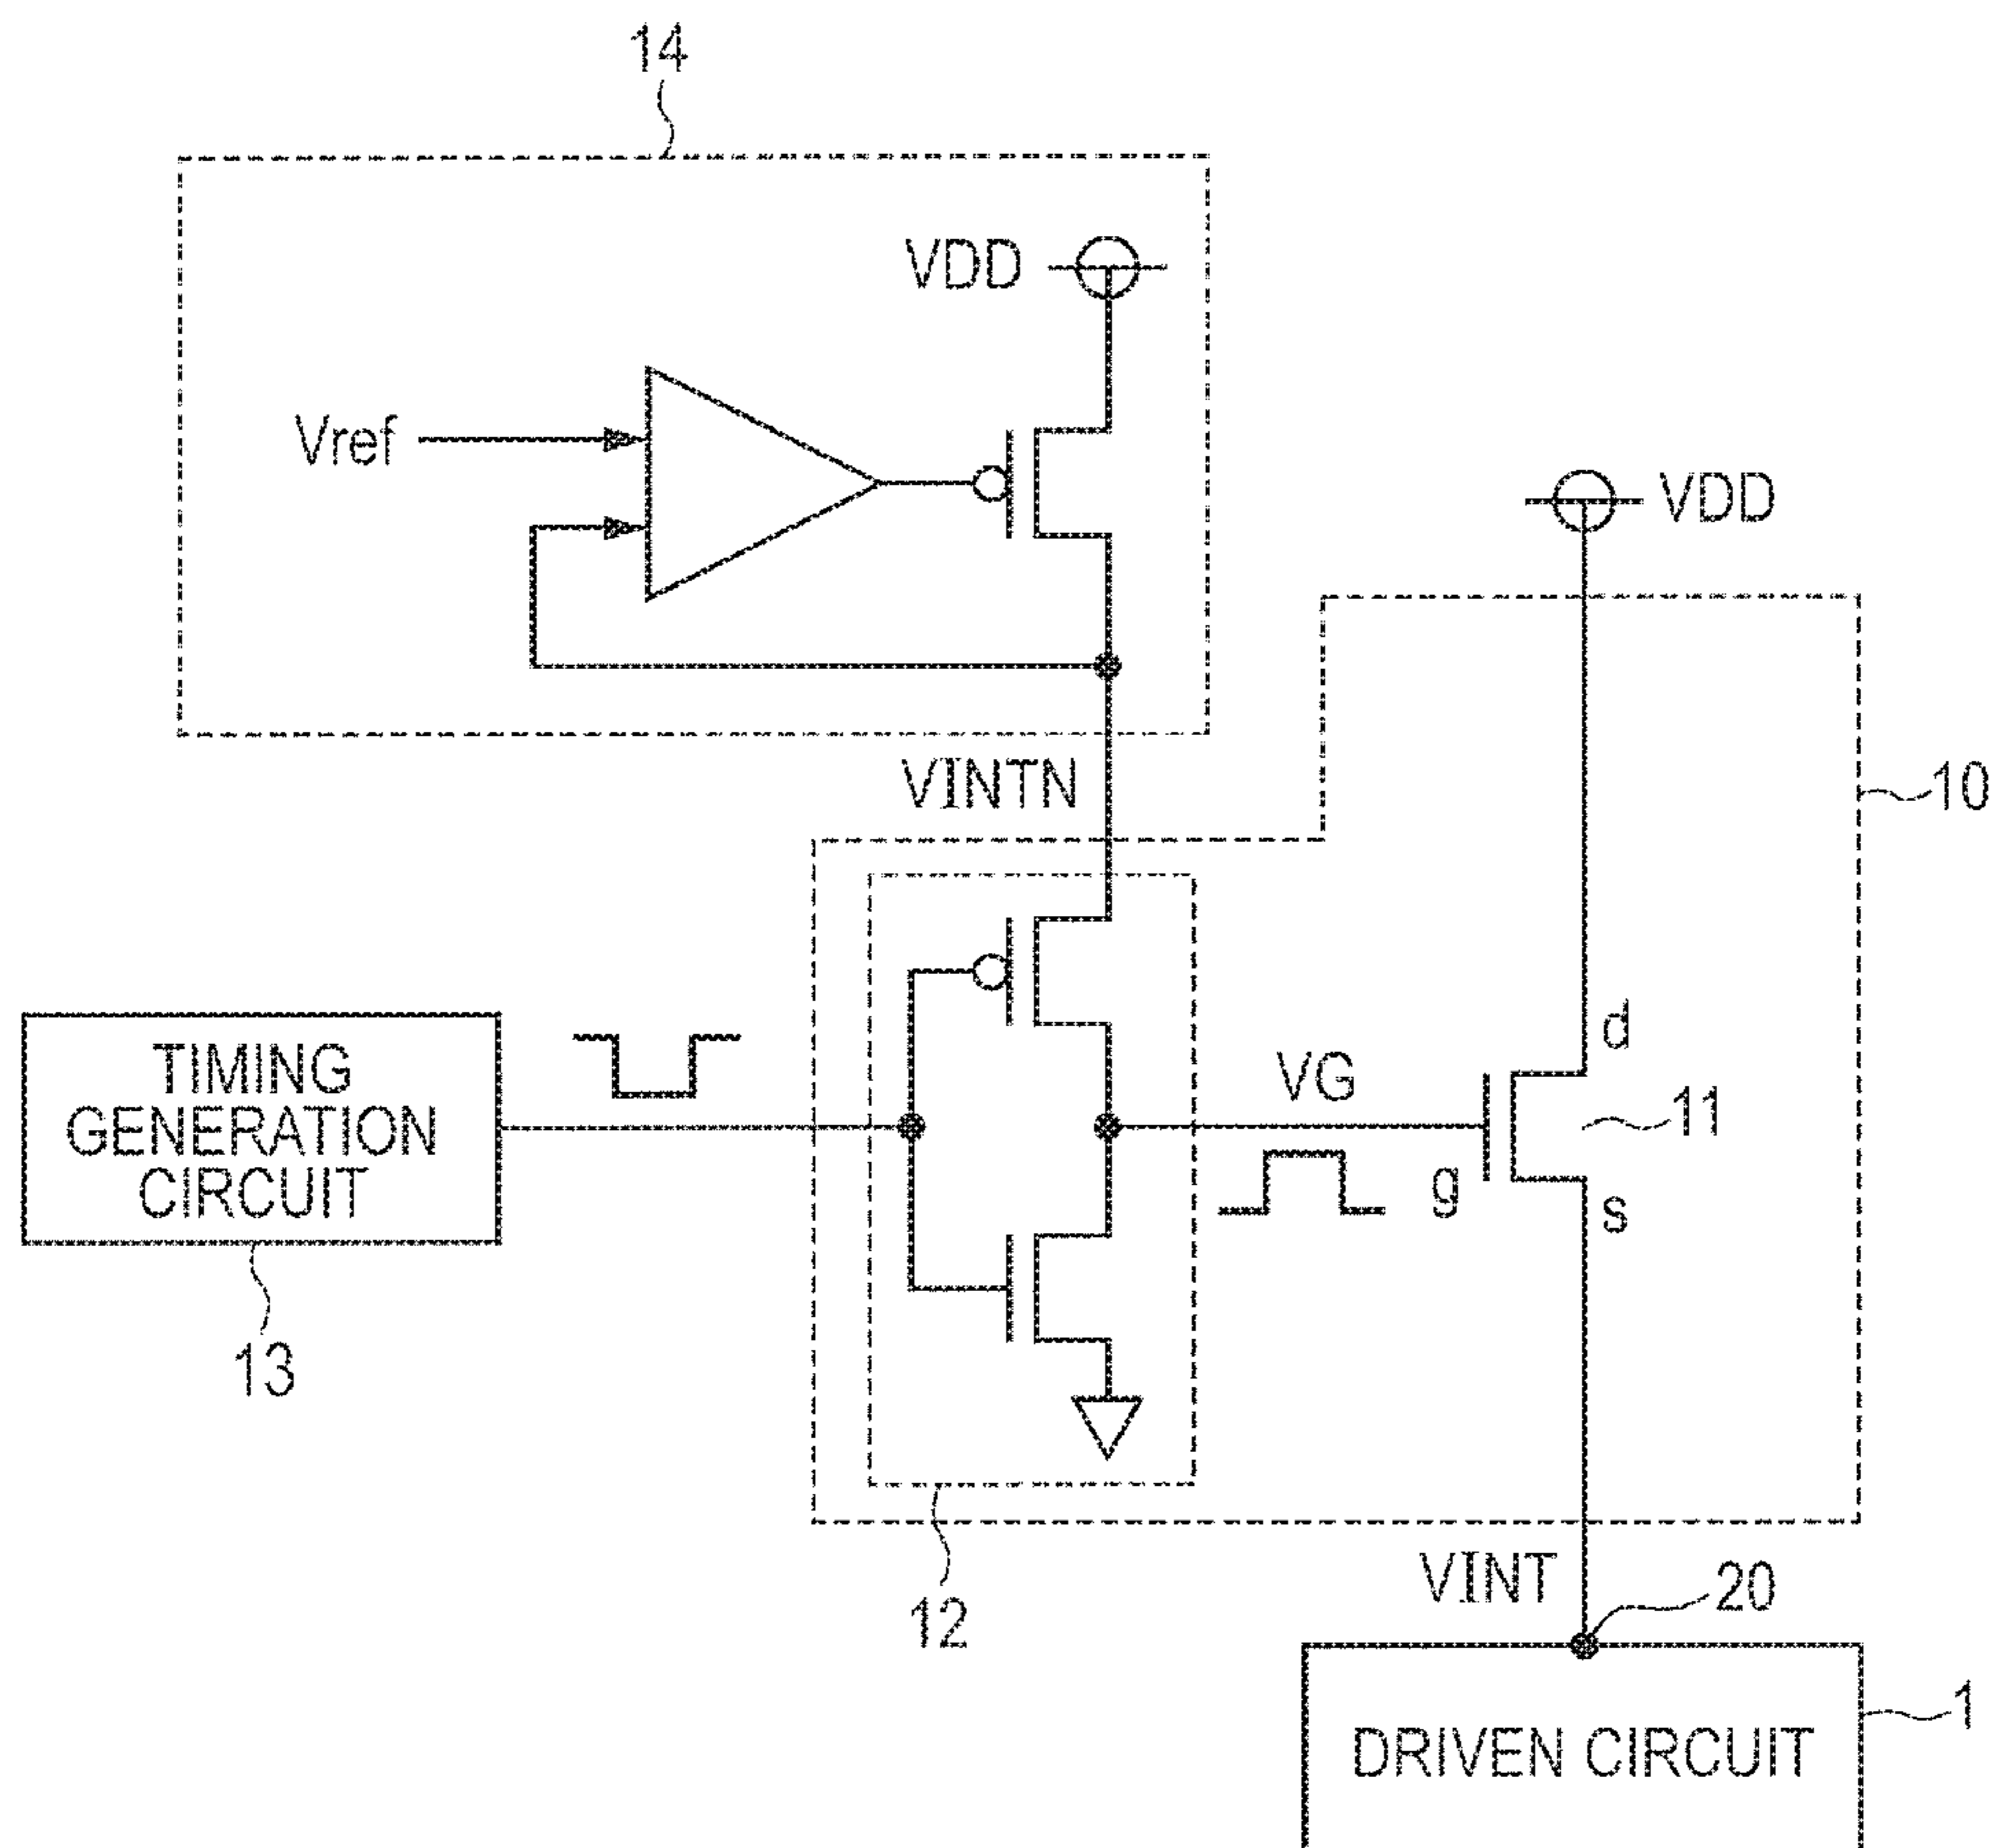 14
VDD
Vref
VDD
VINTN
10
d
TIMING
GENERATION
CIRCUIT
VG
11
g
s
13
VINT
20
12
1
DRIVEN CIRCUIT